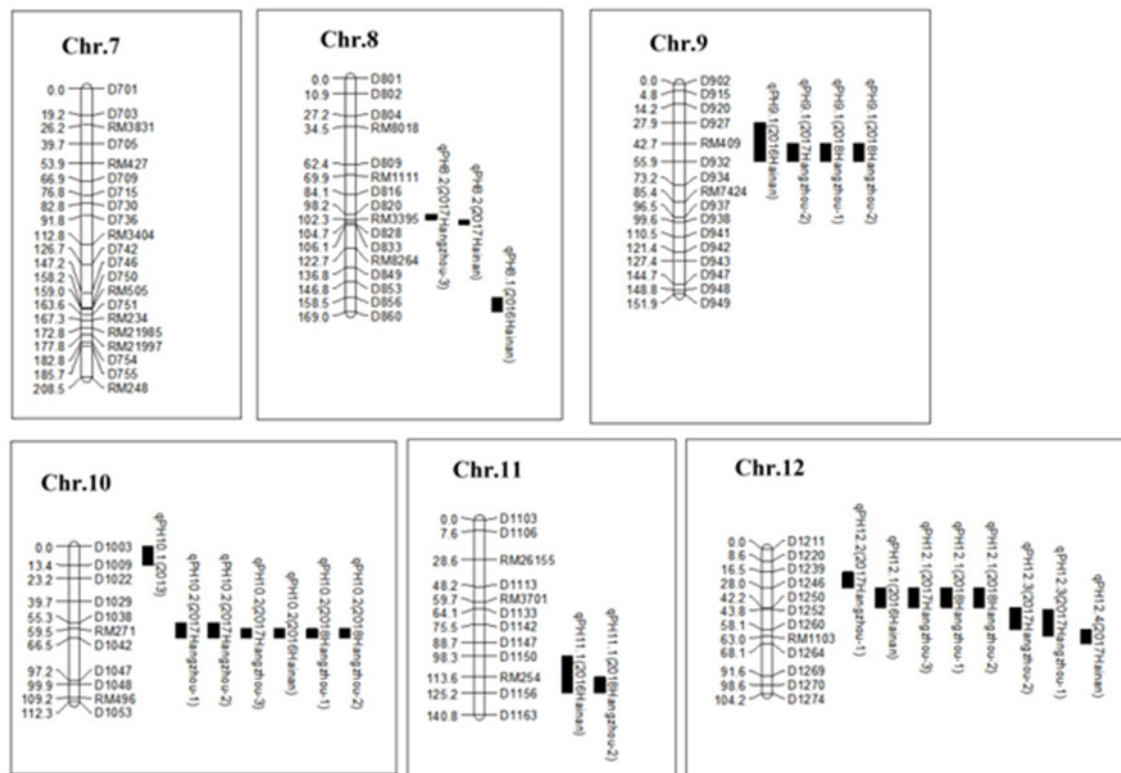 Chr.7
0.0 D701
19.2 D703
26.2 RM3831
39.7 D705
53.9 RM427
66.9 D709
76.8 D715
82.8 D730
91.8 D736
112.8 RM3404
126.7 D742
147.2 D746
158.2 D750
159.0 RM505
163.6 D751
167.3 RM234
172.8 RM21985
177.8 RM21997
182.8 D754
185.7 D755
208.5 RM248
Chr.8
0.0 D801
10.9 D802
27.2 D804
34.5 RM8018
62.4 D809
69.9 RM1111
84.1 D816
98.2 D820
102.3 RM3395
104.7 D828
106.1 D833
122.7 RM8264
136.8 D849
146.8 D853
158.5 D856
169.0 D860
qPH8.2(2017Hangzhou-3)
qPH8.2(2017Hainan)
qPH8.1(2016Hainan)
Chr.9
0.0 D902
4.8 D915
14.2 D920
27.9 D927
42.7 RM409
55.9 D932
73.2 D934
85.4 RM7424
96.5 D937
99.6 D938
110.5 D941
121.4 D942
127.4 D943
144.7 D947
148.8 D948
151.9 D949
qPH9.1(2016Hainan)
qPH9.1(2017Hangzhou-2)
qPH9.1(2018Hangzhou-1)
qPH9.1(2018Hangzhou-2)
Chr.10
0.0 D1003
13.4 D1009
23.2 D1022
39.7 D1029
55.3 D1038
59.5 RM271
66.5 D1042
97.2 D1047
99.9 D1048
109.2 RM496
112.3 D1053
qPH10.1(2013)
qPH10.2(2017Hangzhou-1)
qPH10.2(2017Hangzhou-2)
qPH10.2(2017Hangzhou-3)
qPH10.2(2016Hainan)
qPH10.2(2018Hangzhou-1)
qPH10.2(2018Hangzhou-2)
Chr.11
0.0 D1103
7.6 D1106
28.6 RM26155
48.2 D1113
59.7 RM3701
64.1 D1133
75.5 D1142
88.7 D1147
98.3 D1150
113.6 RM254
125.2 D1156
140.8 D1163
qPH11.1(2016Hainan)
qPH11.1(2018Hangzhou-2)
Chr.12
0.0 D1211
8.6 D1220
16.5 D1239
28.0 D1246
42.2 D1250
43.8 D1252
58.1 D1260
63.0 RM1103
68.1 D1264
91.6 D1269
98.6 D1270
104.2 D1274
qPH12.2(2017Hangzhou-1)
qPH12.1(2016Hainan)
qPH12.1(2017Hangzhou-3)
qPH12.1(2018Hangzhou-1)
qPH12.1(2018Hangzhou-2)
qPH12.3(2017Hangzhou-2)
qPH12.3(2017Hangzhou-1)
qPH12.4(2017Hainan)